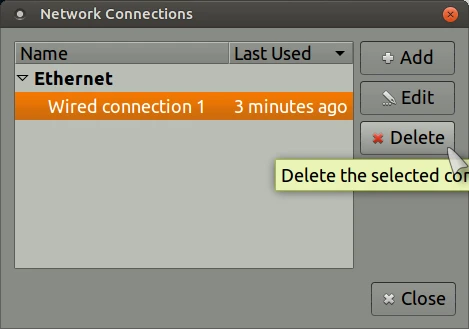 Network Connections
Name Last Used
Add
Ethernet
Wired connection 1 3 minutes ago
Edit
Delete
Delete the selected
Close